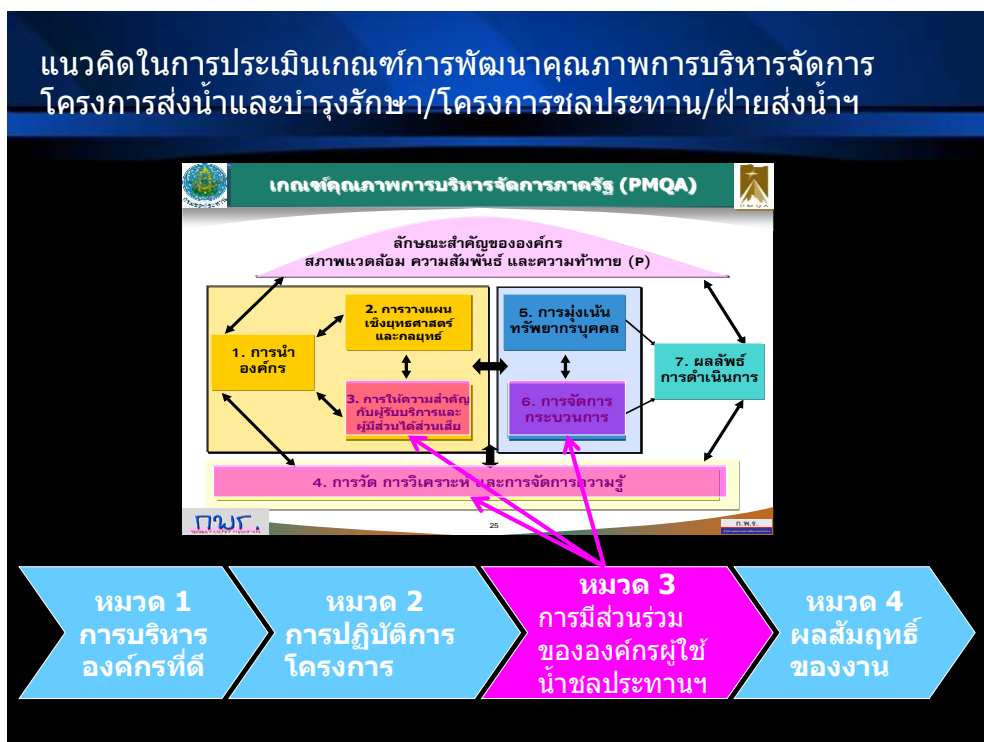 แนวคิดในการประเมินเกณฑ์การพัฒนาคุณภาพการบริหารจัดการ
โครงการส่งน้ำและบำรุงรักษา/โครงการชลประทาน/ฝ่ายส่งน้ำฯ
เกณฑ์คุณภาพการบริหารจัดการภาครัฐ (PMQA)
PMQA
ลักษณะสำคัญขององค์กร
สภาพแวดล้อม ความสัมพันธ์ และความท้าทาย (P)
1. การนำ
องค์กร
2. การวางแผน
เชิงยุทธศาสตร์
และกลยุทธ์
3. การให้ความสำคัญ
กับผู้รับบริการและ
ผู้มีส่วนได้ส่วนเสีย
5. การมุ่งเน้น
ทรัพยากรบุคคล
6. การจัดการ
กระบวนการ
7. ผลลัพธ์
การดำเนินการ
4. การวัด การวิเคราะห์ และการจัดการความรู้
กพร.
25
ก.พ.ร.
หมวด 1
การบริหาร
องค์กรที่ดี
หมวด 2
การปฏิบัติการ
โครงการ
หมวด 3
การมีส่วนร่วม
ขององค์กรผู้ใช้
น้ำชลประทานฯ
หมวด 4
ผลสัมฤทธิ์
ของงาน